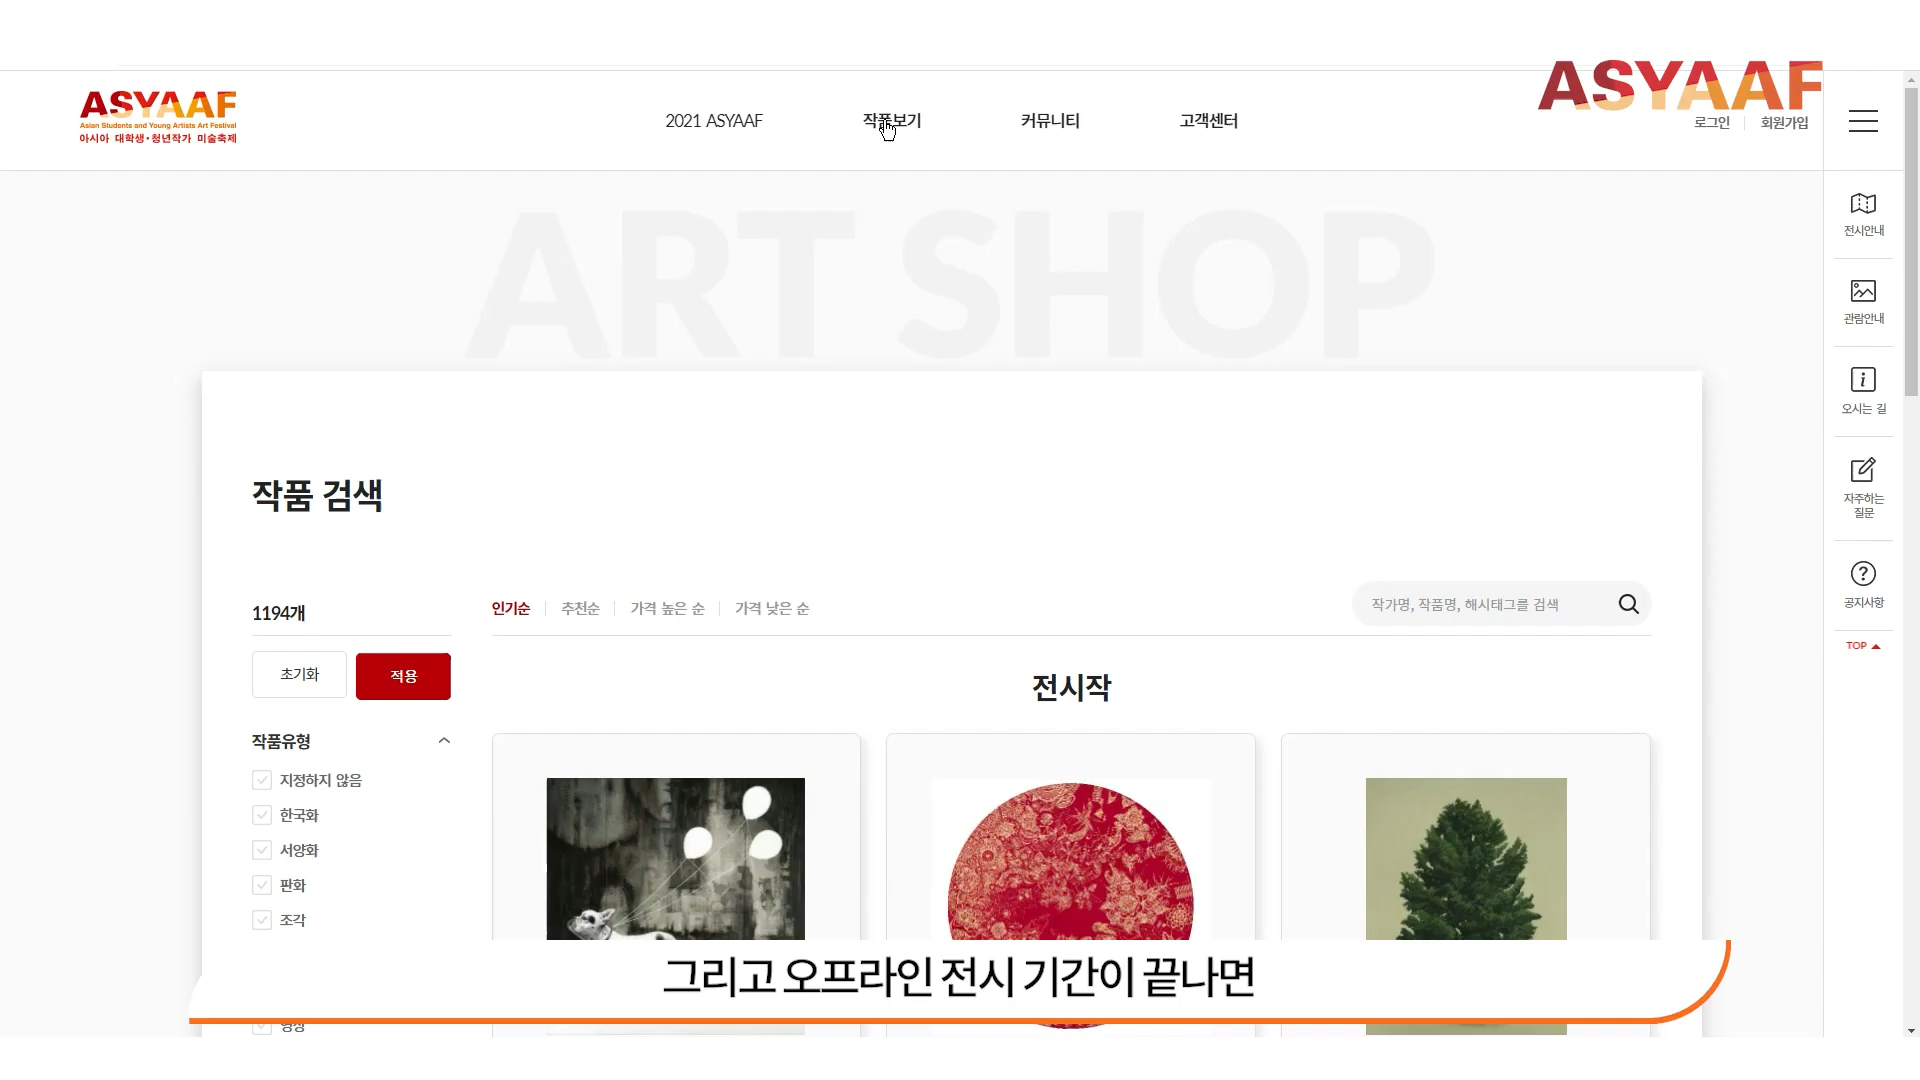 ASYAAF
Asian Students and Young Artists Art Festival
아시아 대학생·청년작가 미술축제
2021 ASYAAF
작품보기
커뮤니티
고객센터
ASYAAF
로그인
회원가입
전시안내
관람안내
오시는 길
자주하는
질문
공지사항
TOP
ART SHOP
작품 검색
1194개
인기순
추천순
가격 높은 순
가격 낮은 순
작가명, 작품명, 해시태그를 검색
초기화
적용
전시작
작품유형
지정하지 않음
한국화
서양화
판화
조각
영상
그리고 오프라인 전시 기간이 끝나면